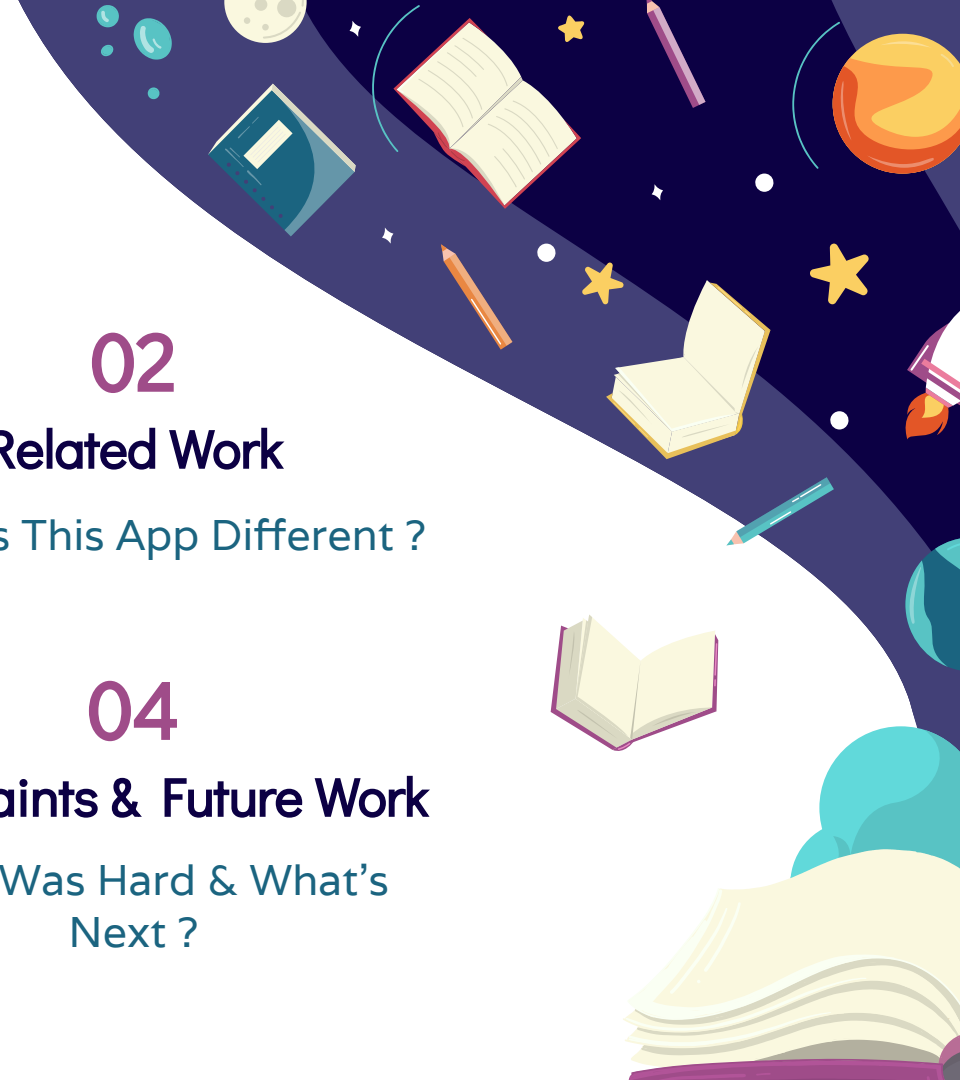 02
Related Work
s This App Different ?
04
aints & Future Work
Was Hard & What's
Next ?